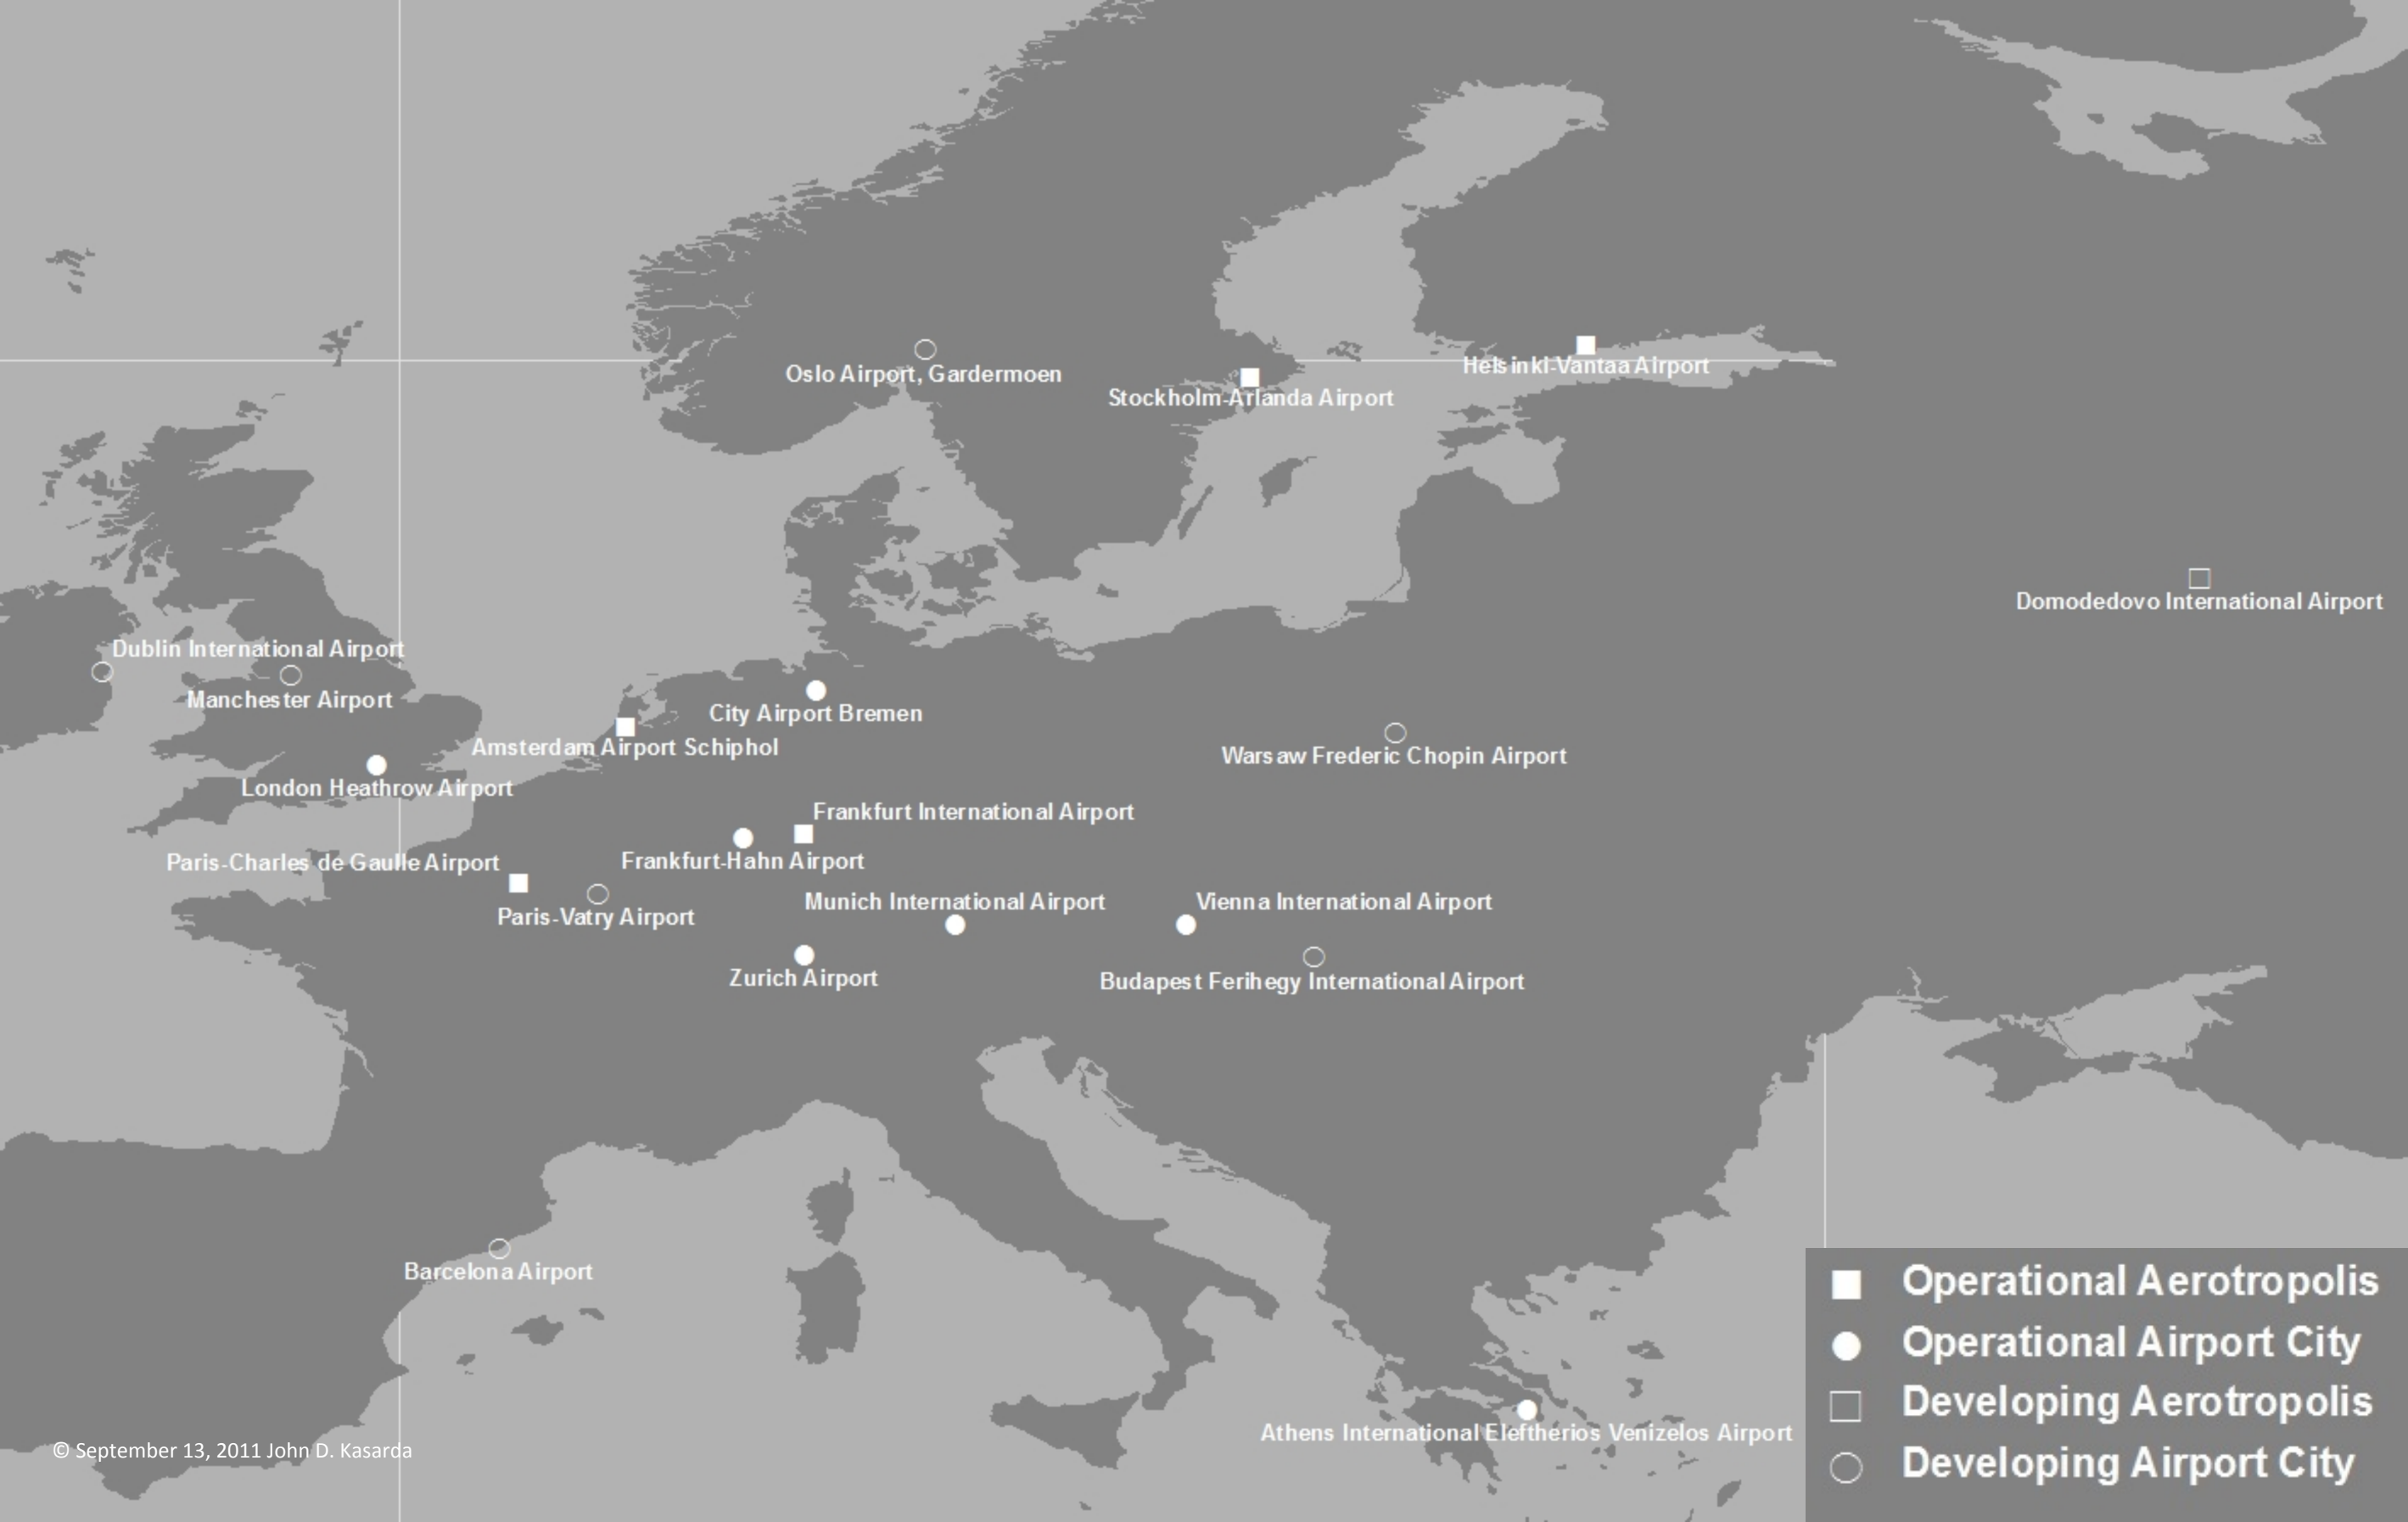 Oslo Airport, Gardermoen
Helsinki-Vantaa Airport
Stockholm-Arlanda Airport
Domodedovo International Airport
Dublin International Airport
Manchester Airport
City Airport Bremen
Amsterdam Airport Schiphol
Warsaw Frederic Chopin Airport
London Heathrow Airport
Frankfurt International Airport
Frankfurt-Hahn Airport
Paris-Charles de Gaulle Airport
Paris-Vatry Airport
Munich International Airport
Vienna International Airport
Zurich Airport
Budapest Ferihegy International Airport
Barcelona Airport
Athens International Eleftherios Venizelos Airport
Operational Aerotropolis
Operational Airport City
Developing Aerotropolis
Developing Airport City
© September 13, 2011 John D. Kasarda